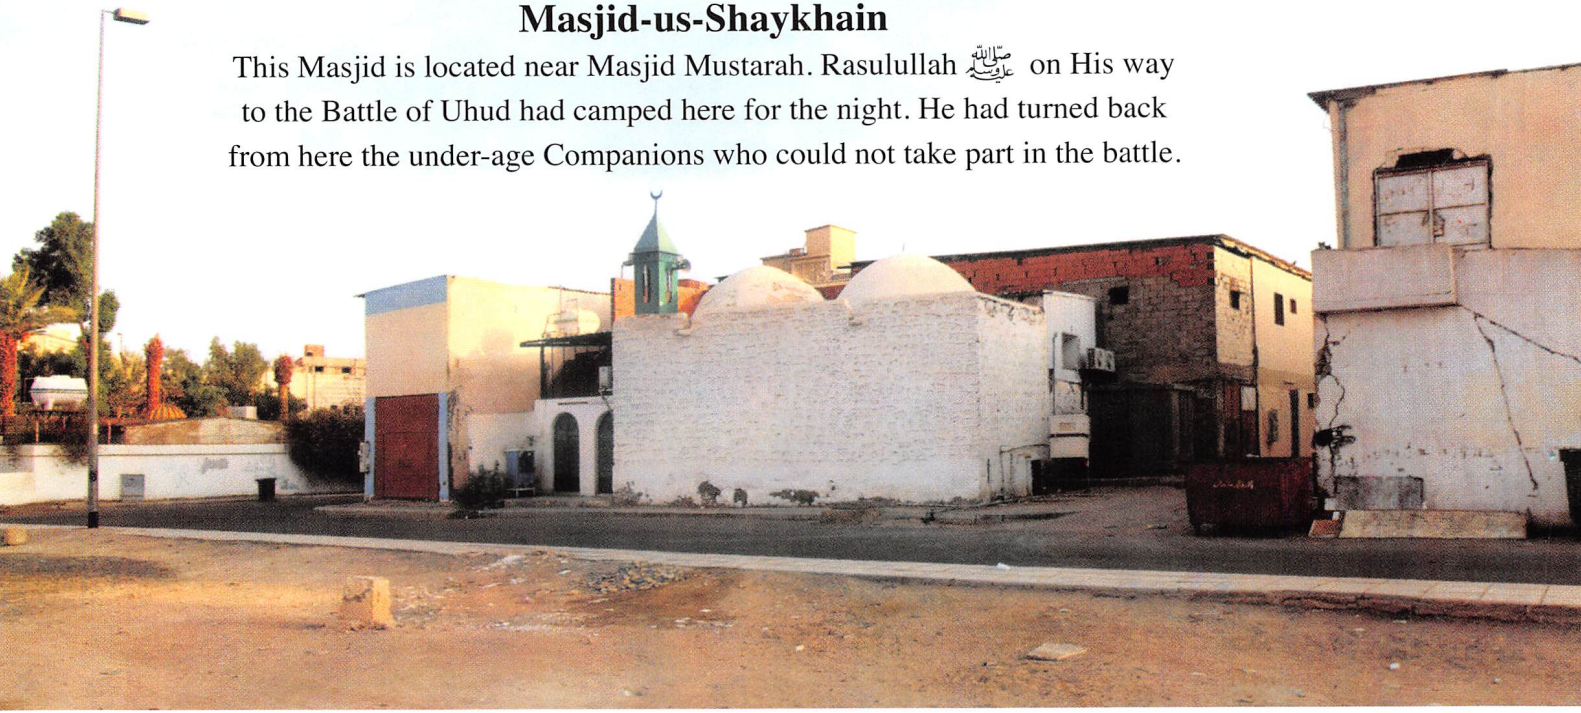 Masjid-us-Shaykhain
This Masjid is located near Masjid Mustarah. Rasulullah ﷺ on His way
to the Battle of Uhud had camped here for the night. He had turned back
from here the under-age Companions who could not take part in the battle.